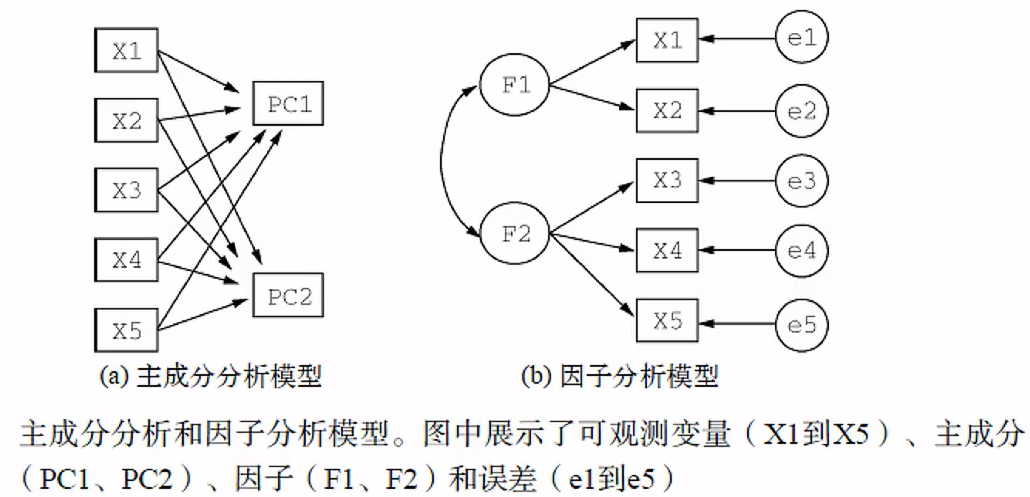 X1
X2
X3
X4
X5
PC1
PC2
(a) 主成分分析模型
F1
F2
X1
X2
X3
X4
X5
e1
e2
e3
e4
e5
(b) 因子分析模型
主成分分析和因子分析模型。图中展示了可观测变量（X1到X5）、主成分
（PC1、PC2）、因子（F1、F2）和误差（e1到e5）